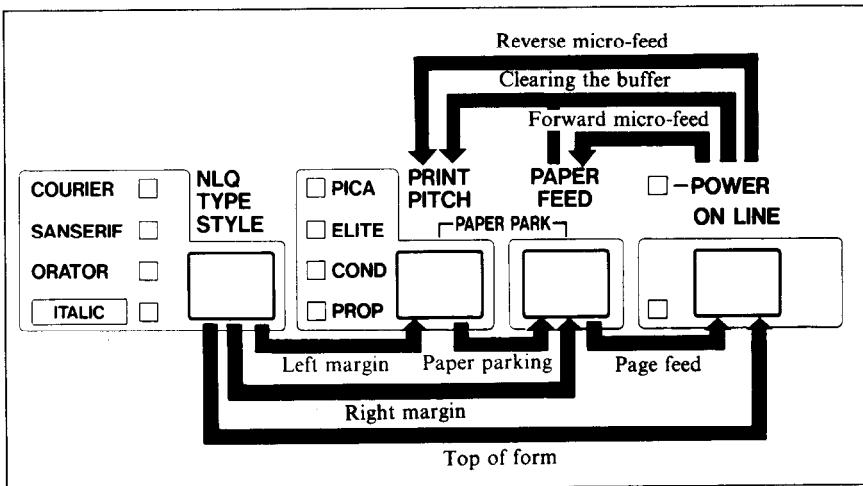 Reverse micro-feed
Clearing the buffer
Forward micro-feed
COURIER
SANSERIF
ORATOR
ITALIC
NLQ
TYPE
STYLE
PICA
ELITE
COND
PROP
PRINT
PITCH
PAPER
FEED
PAPER PARK
POWER
ON LINE
Left margin
Paper parking
Page feed
Right margin
Top of form